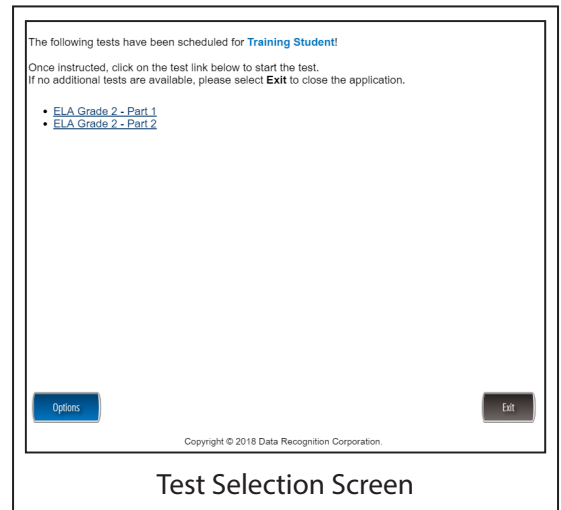 The following tests have been scheduled for Training Student!
Once instructed, click on the test link below to start the test.
If no additional tests are available, please select Exit to close the application.
• ELA Grade 2 - Part 1
• ELA Grade 2 - Part 2
Options
Exit
Copyright © 2018 Data Recognition Corporation.
Test Selection Screen